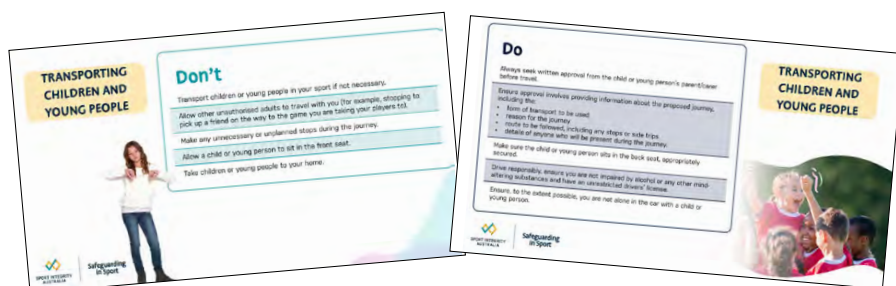 TRANSPORTING
CHILDREN AND
YOUNG PEOPLE
Don't
Transport children or young people in your sport if not necessary.
Allow other unauthorised adults to travel with you (for example, stopping to
pick up a friend on the way to the game you are taking your players to).
Make any unnecessary or unplanned stops during the journey.
Allow a child or young person to sit in the front seat.
Take children or young people to your home.
SPORT INTEGRITY
AUSTRALIA
Safeguarding
in Sport
Do
Always seek written approval from the child or young person's parent/carer
before travel.
Ensure approval involves providing information about the proposed journey,
including the:
• form of transport to be used
• reason for the journey
• route to be followed, including any stops or side trips
• details of anyone who will be present during the journey.
Make sure the child or young person sits in the back seat, appropriately
secured.
Drive responsibly, ensure you are not impaired by alcohol or any other mind-
altering substances and have an unrestricted drivers' license.
Ensure, to the extent possible, you are not alone in the car with a child or
young person.
SPORT INTEGRITY
AUSTRALIA
Safeguarding
in Sport
TRANSPORTING
CHILDREN AND
YOUNG PEOPLE